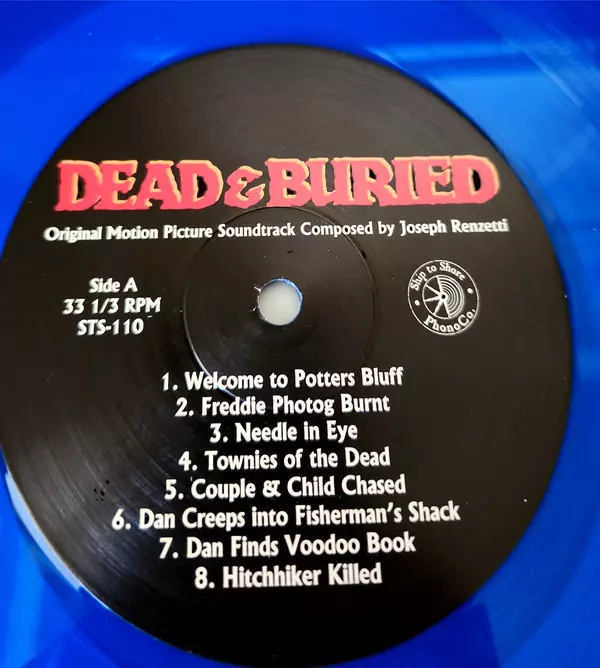 DEAD & BURIED
Original Motion Picture Soundtrack Composed by Joseph Renzetti
Side A
33 1/3 RPM
STS-110
Ship to Shore
PhonoCo.
1. Welcome to Potters Bluff
2. Freddie Photog Burnt
3. Needle in Eye
4. Townies of the Dead
5. Couple & Child Chased
6. Dan Creeps into Fisherman's Shack
7. Dan Finds Voodoo Book
8. Hitchhiker Killed